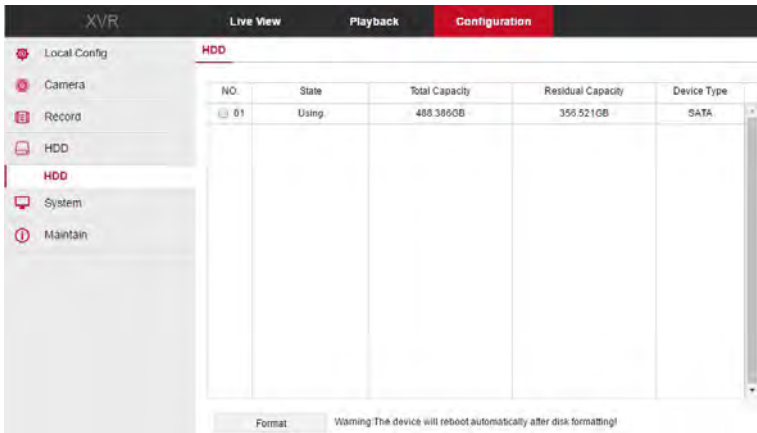 XVR Live View Playback Configuration
Local Config
Camera
Record
HDD
HDD
System
Maintain
HDD
NO. State Total Capacity Residual Capacity Device Type
01 Using 488.386GB 356.521GB SATA
Format Warning:The device will reboot automatically after disk formatting!